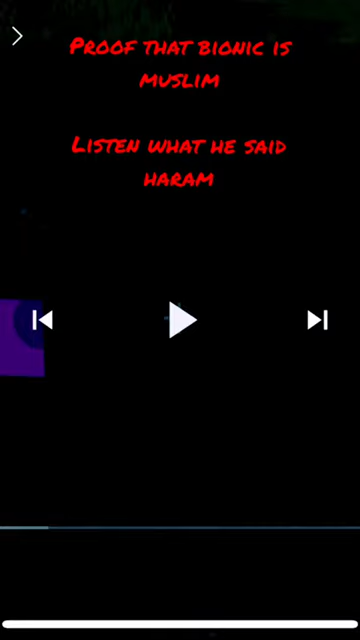 Proof that bionic is
muslim
Listen what he said
haram